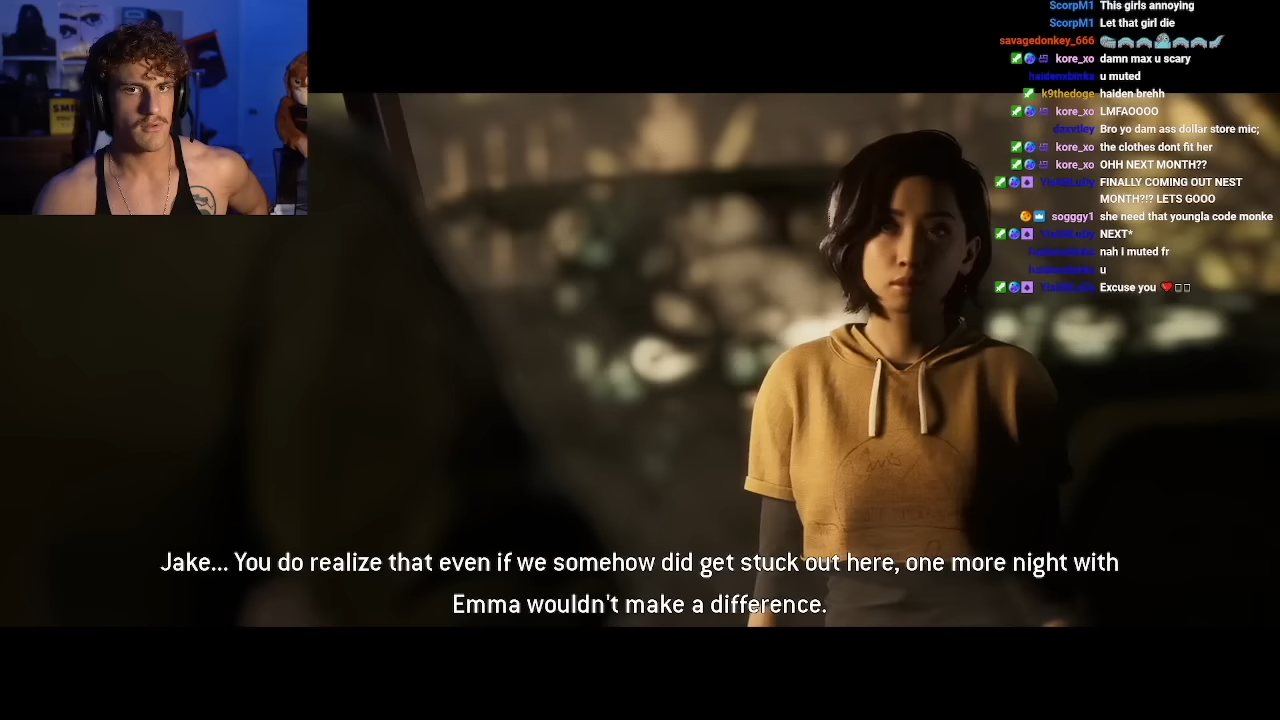 ScorpM1 This girls annoying
ScorpM1 Let that girl die
savagedonkey_666
kore_xo damn max u scary
haidenxbinks u muted
k9thedoge haiden brehh
kore_xo LMFAOOOO
Bro yo dam ass dollar store mic;
kore_xo the clothes dont fit her
kore_xo OHH NEXT MONTH??
FINALLY COMING OUT NEST
MONTH?!? LETS GOOO
sogggy1 she need that youngla code monke
NEXT*
haidenxbinks nah I muted fr
haidenxbinks u
Excuse you
SMILE
Jake... You do realize that even if we somehow did get stuck out here, one more night with
Emma wouldn't make a difference.